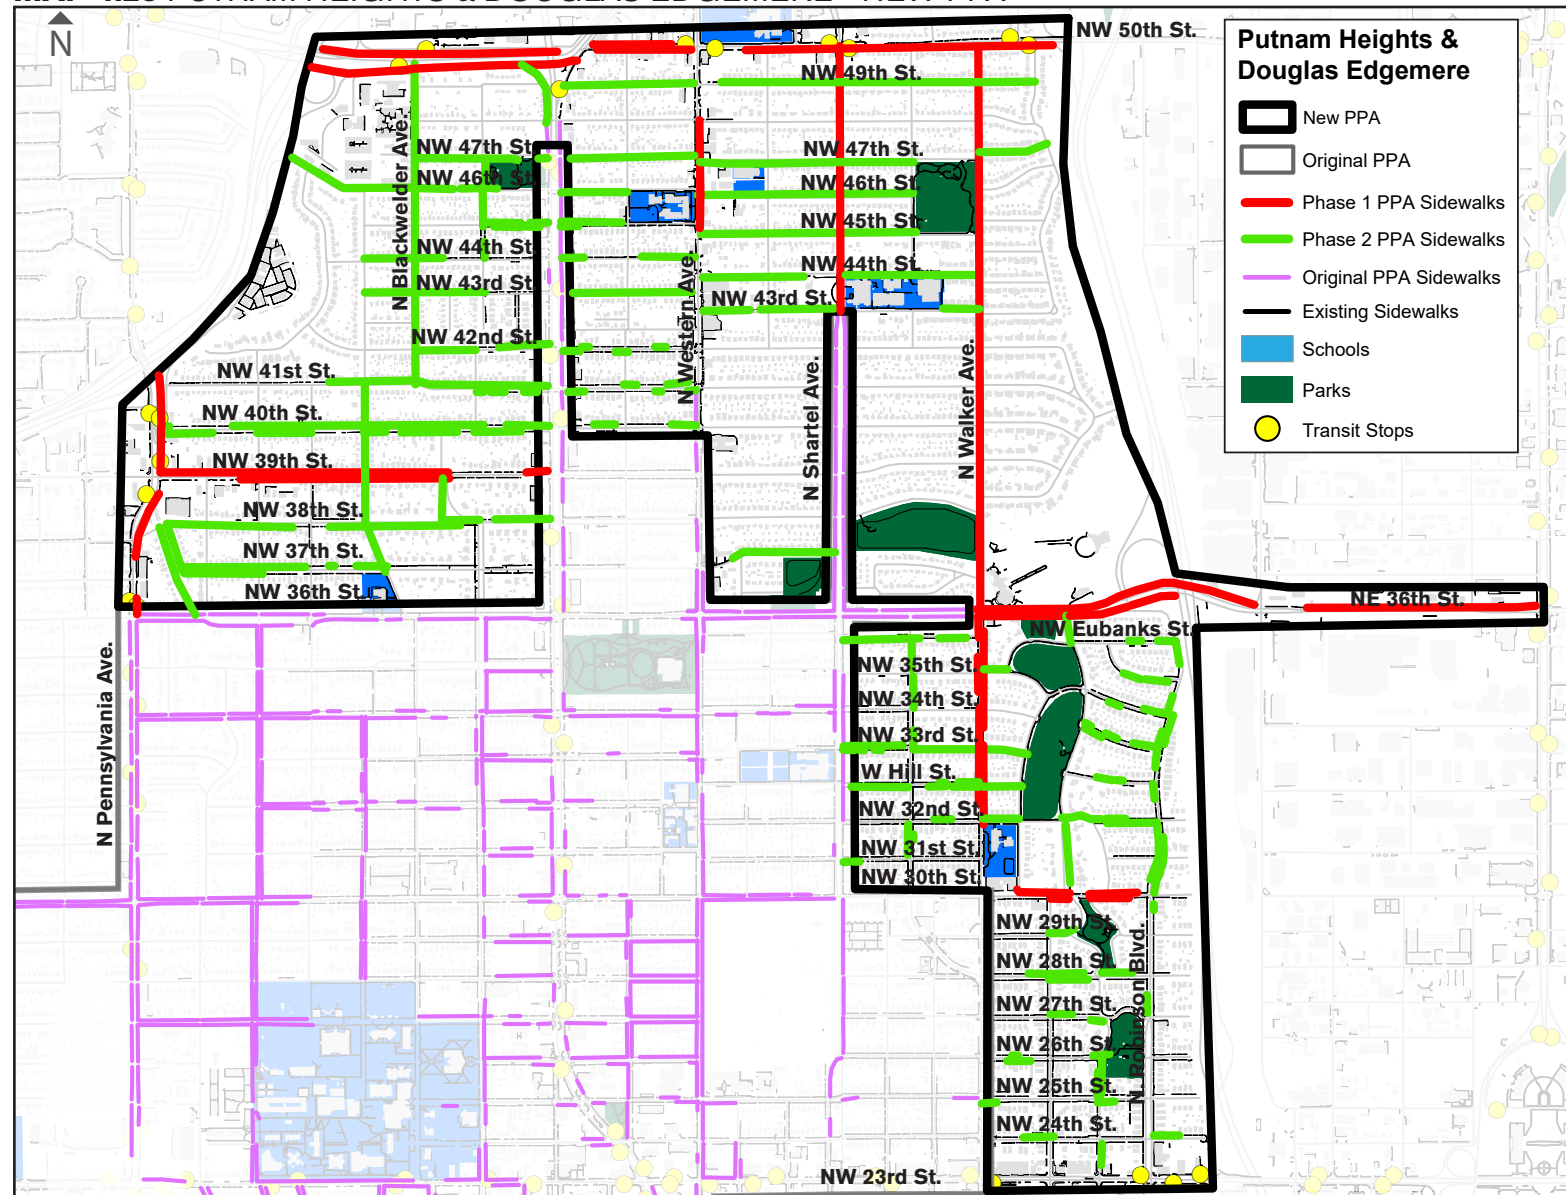 N
NW 50th St.
Putnam Heights &
Douglas Edgemere
New PPA
Original PPA
Phase 1 PPA Sidewalks
Phase 2 PPA Sidewalks
Original PPA Sidewalks
Existing Sidewalks
Schools
Parks
Transit Stops
NW 49th St.
N Blackwelder Ave.
NW 47th St.
NW 47th St.
NW 46th St.
NW 46th St.
NW 45th St.
NW 44th St.
NW 44th St.
NW 43rd St.
NW 43rd St.
N Western Ave.
NW 42nd St.
NW 41st St.
NW 40th St.
N Shartel Ave.
N Walker Ave.
NW 39th St.
NW 38th St.
NW 37th St.
NW 36th St.
NE 36th St.
NW Eubanks St.
N Pennsylvania Ave.
NW 35th St.
NW 34th St.
NW 33rd St.
W Hill St.
NW 32nd St.
NW 31st St.
NW 30th St.
NW 29th St.
NW 28th St.
N. Robinson Blvd.
NW 27th St.
NW 26th St.
NW 25th St.
NW 24th St.
NW 23rd St.